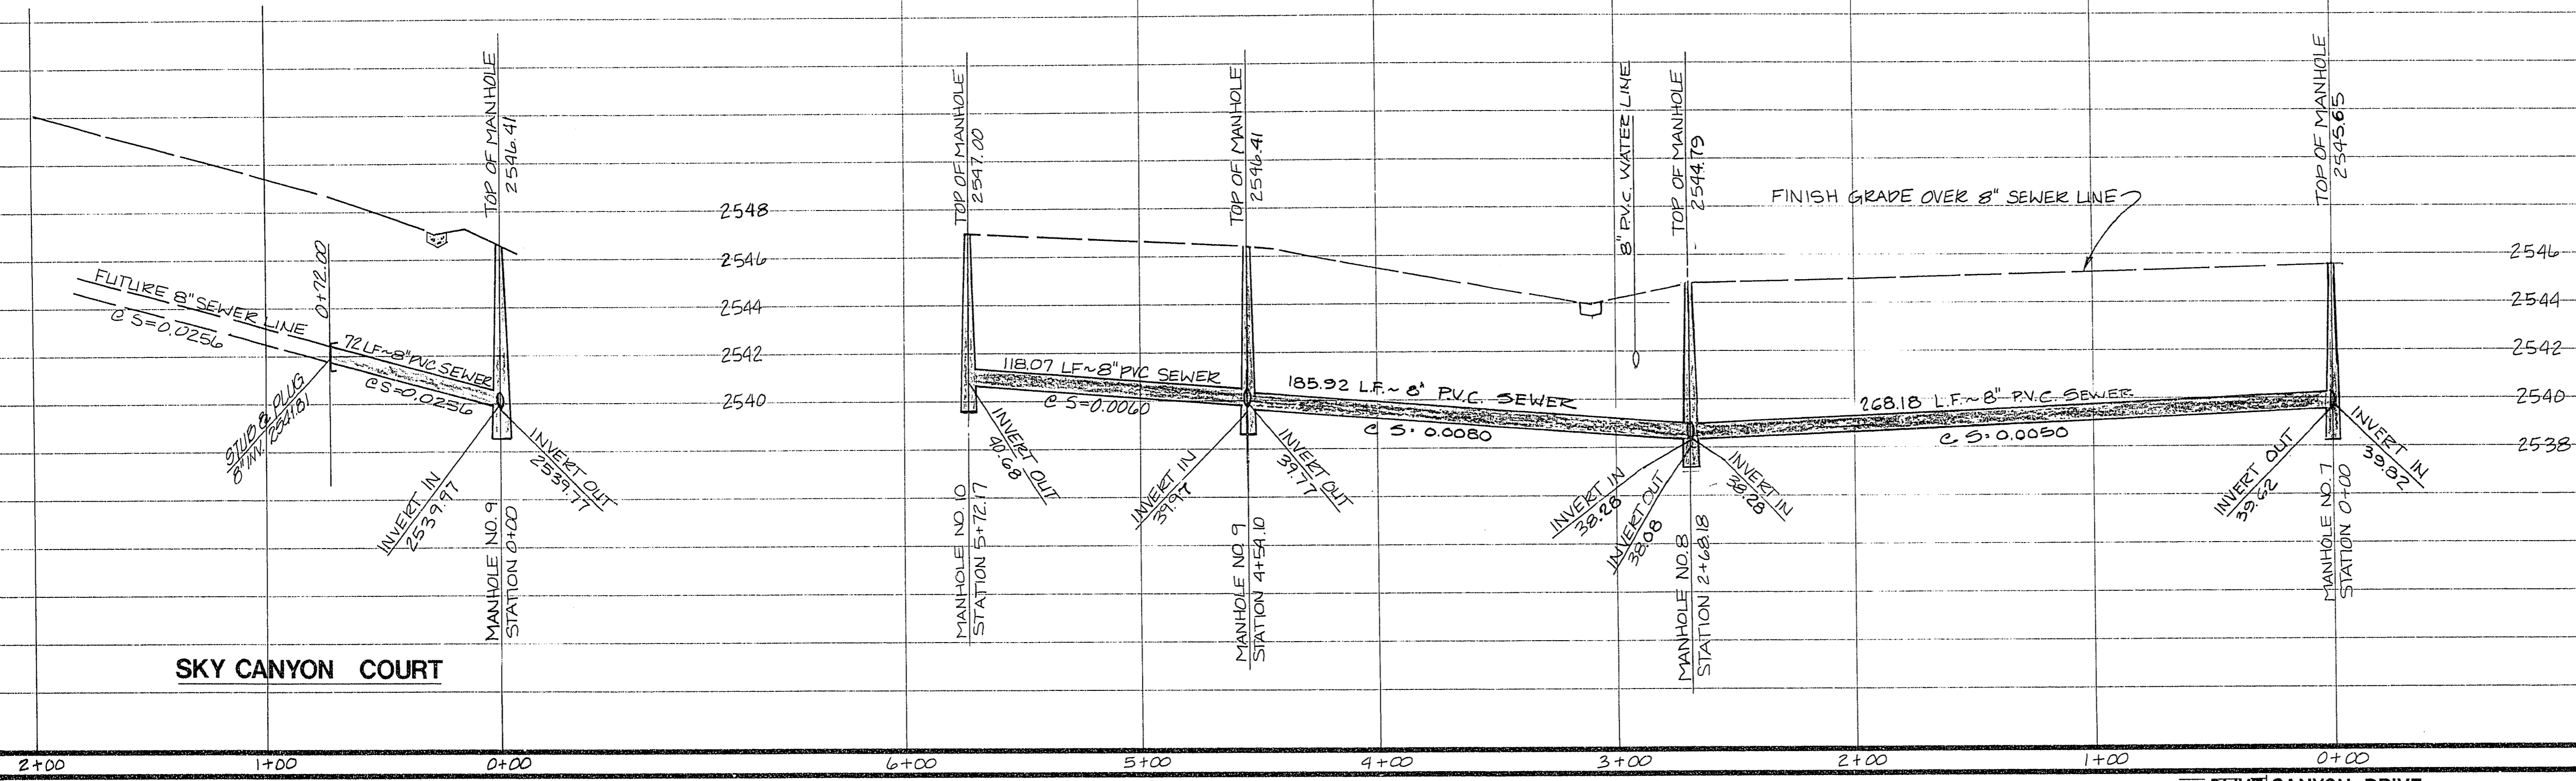 TOP OF MANHOLE
2546.41
FUTURE 8" SEWER LINE
@ S=0.0256
0+72.00
72 LF~8" PVC SEWER
@ S=0.0256
STUB & PLUG
8" INV. 2541.81
INVERT IN
2539.97
INVERT OUT
2539.77
MANHOLE NO. 9
STATION 0+00
SKY CANYON COURT
2548
2546
2544
2542
2540
TOP OF MANHOLE
2547.00
118.07 LF~8" PVC SEWER
@ S=0.0060
INVERT OUT
40.68
MANHOLE NO. 10
STATION 5+72.17
TOP OF MANHOLE
2546.41
INVERT IN
39.97
INVERT OUT
39.77
MANHOLE NO. 9
STATION 4+54.10
185.92 L.F.~ 8" P.V.C. SEWER
@ S= 0.0080
8" P.V.C. WATER LINE
TOP OF MANHOLE
2544.79
INVERT IN
38.28
INVERT OUT
38.08
INVERT IN
38.28
MANHOLE NO. 8
STATION 2+68.18
FINISH GRADE OVER 8" SEWER LINE
268.18 L.F.~8" P.V.C. SEWER
@ S= 0.0050
TOP OF MANHOLE
2545.65
INVERT OUT
39.62
INVERT IN
39.82
MANHOLE NO. 7
STATION 0+00
2546
2544
2542
2540
2538
2+00 1+00 0+00 6+00 5+00 4+00 3+00 2+00 1+00 0+00
CANYON DRIVE